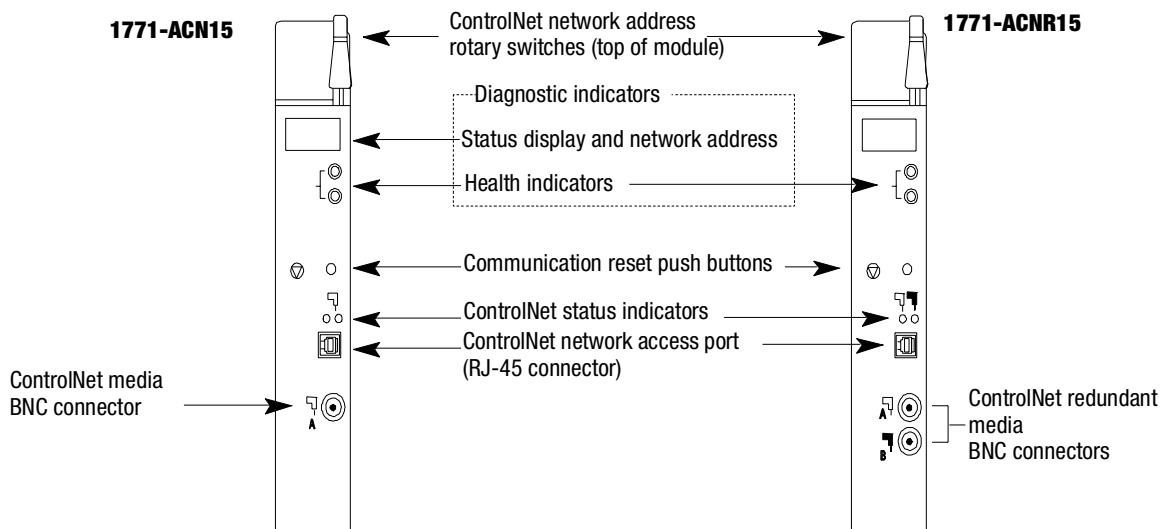 1771-ACN15
ControlNet network address
rotary switches (top of module)
1771-ACNR15
Diagnostic indicators
Status display and network address
Health indicators
Communication reset push buttons
ControlNet status indicators
ControlNet network access port
(RJ-45 connector)
ControlNet media
BNC connector
A
A
B
ControlNet redundant
media
BNC connectors